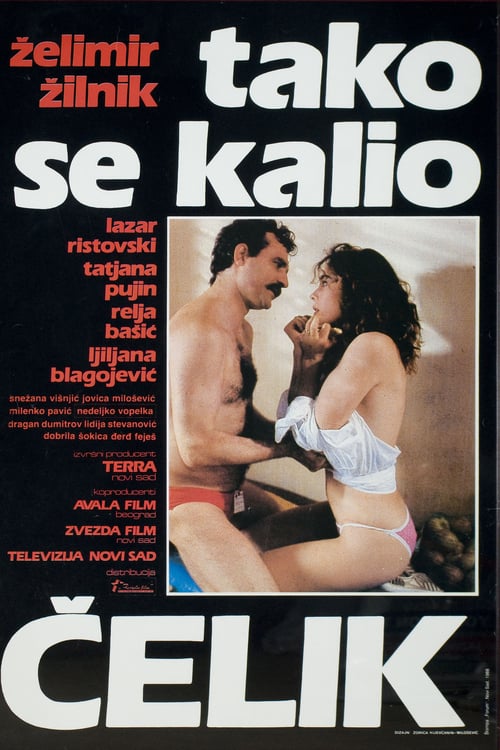 želimir
žilnik
tako
se kalio
lazar
ristovski
tatjana
pujin
relja
bašić
ljiljana
blagojević
snežana višnjić jovica milošević
milenko pavić nedeljko vopelka
dragan dumitrov lidija stevanović
dobrila šokica đerđ feješ
izvršni producent
TERRA
novi sad
koproducenti
AVALA FILM
beograd
ZVEZDA FILM
novi sad
TELEVIZIJA NOVI SAD
distribucija
ČELIK